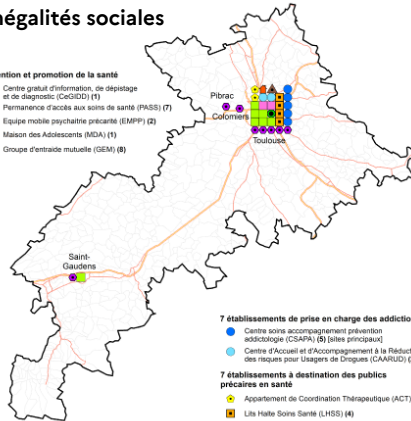 négalités sociales
ention et promotion de la santé
Centre gratuit d'information, de dépistage
et de diagnostic (CeGIDD) (1)
Permanence d'accès aux soins de santé (PASS) (7)
Equipe mobile psychiatrie précarité (EMPP) (2)
Maison des Adolescents (MDA) (1)
Groupe d'entraide mutuelle (GEM) (8)
Pibrac
Colomiers
Toulouse
Saint-
Gaudens
7 établissements de prise en charge des addictio
Centre soins accompagnement prévention
addictologie (CSAPA) (5) [sites principaux]
Centre d'Accueil et d'Accompagnement à la Réduct
des risques pour Usagers de Drogues (CAARUD) (
7 établissements à destination des publics
précaires en santé
Appartement de Coordination Thérapeutique (ACT)
Lits Halte Soins Santé (LHSS) (4)